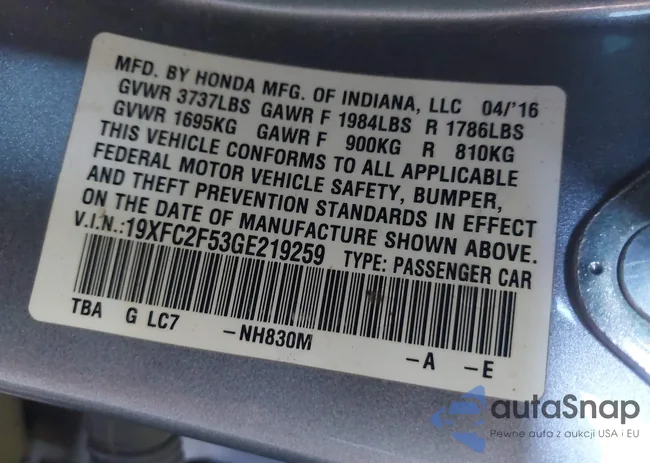 MFD. BY HONDA MFG. OF INDIANA, LLC 04/'16
GVWR 3737LBS GAWR F 1984LBS R 1786LBS
GVWR 1695KG GAWR F 900KG R 810KG
THIS VEHICLE CONFORMS TO ALL APPLICABLE
FEDERAL MOTOR VEHICLE SAFETY, BUMPER,
AND THEFT PREVENTION STANDARDS IN EFFECT
ON THE DATE OF MANUFACTURE SHOWN ABOVE.
V.I.N.:19XFC2F53GE219259 TYPE: PASSENGER CAR
TBA G LC7 -NH830M -A -E
autaSnap
Pewne auta z aukcji USA i EU